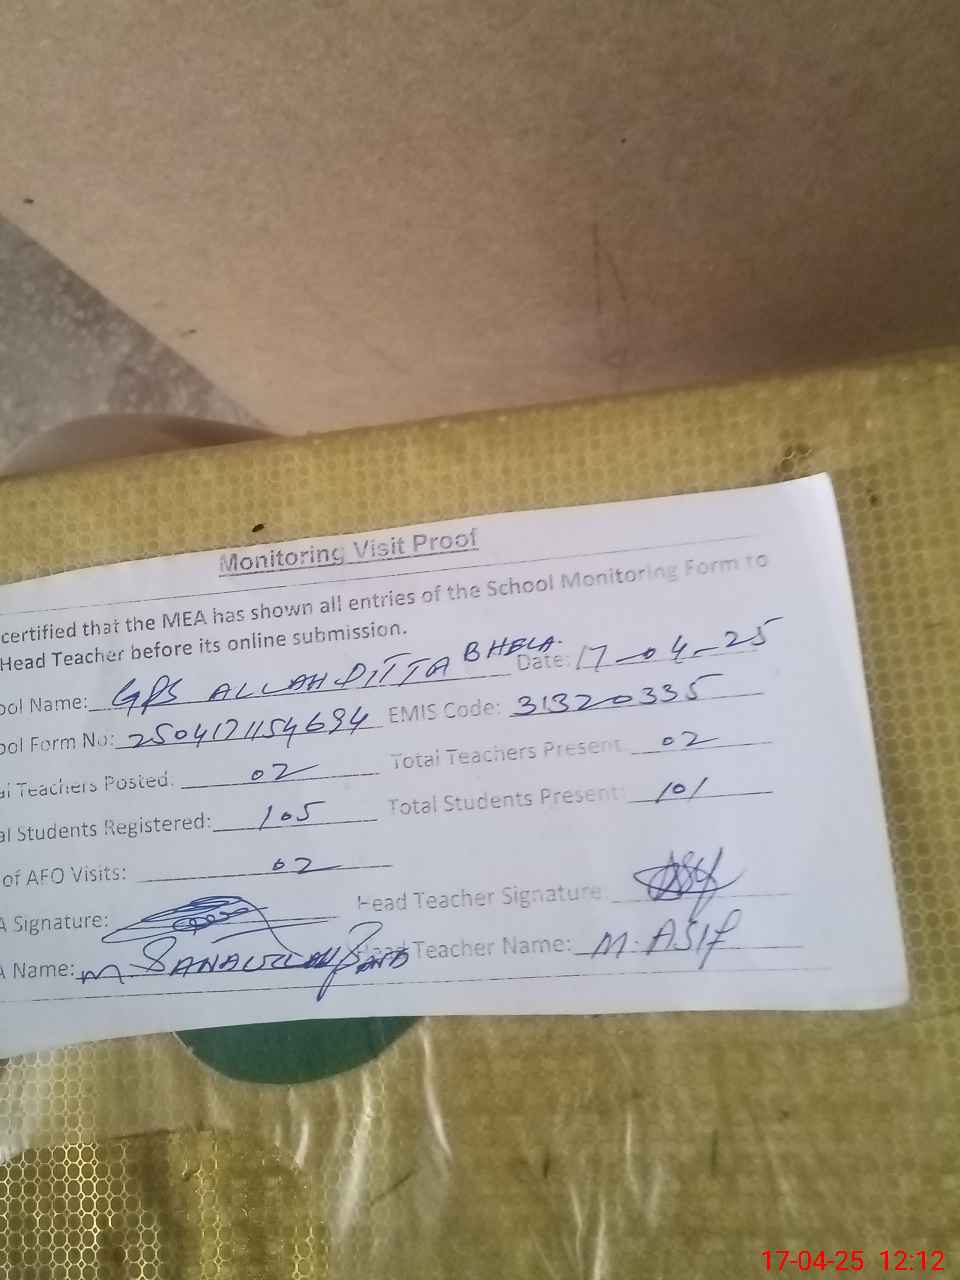 Monitoring Visit Proof
certified that the MEA has shown all entries of the School Monitoring Form to
Head Teacher before its online submission.
ool Name: GPS ALLAH DITTA BHELA. Date: 17-04-25
ool Form No: 2504171154694 EMIS Code: 31320335
al Teachers Posted: 02 Total Teachers Present: 02
al Students Registered: 105 Total Students Present: 101
of AFO Visits: 02
A Signature: Head Teacher Signature:
A Name: M Head Teacher Name: M. ASIF
17-04-25 12:12